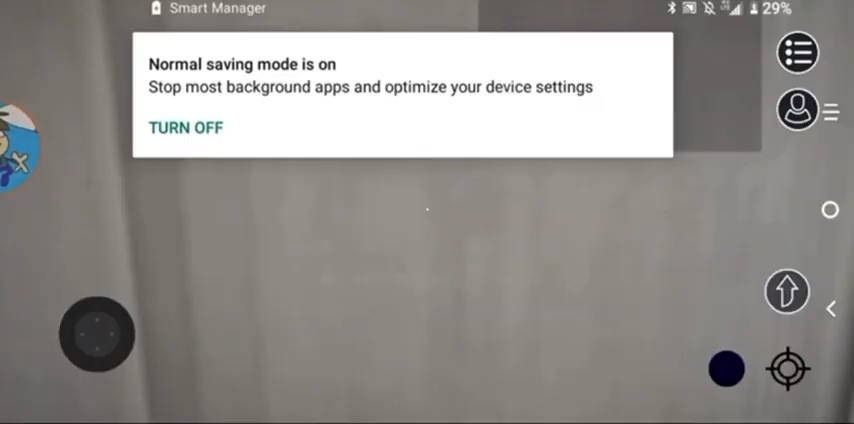 Smart Manager
29%
Normal saving mode is on
Stop most background apps and optimize your device settings
TURN OFF